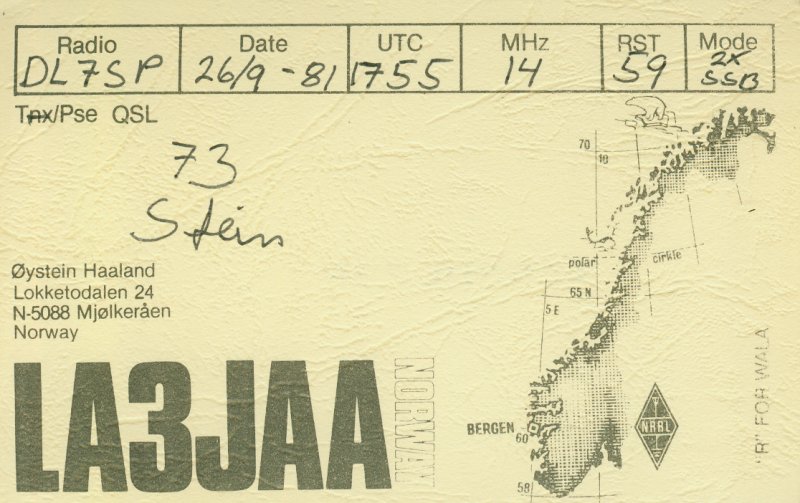 Radio Date UTC MHz RST Mode
DL7SP 26/9 - 81 1755 14 59 2x SSB
Tnx/Pse QSL
73
Stein
Øystein Haaland
Lokketodalen 24
N-5088 Mjølkeråen
Norway
LA3JAA NORWAY
70
18
polar cirkle
65 N
5 E
BERGEN
60
58
NRRL
"R" FOR WALA